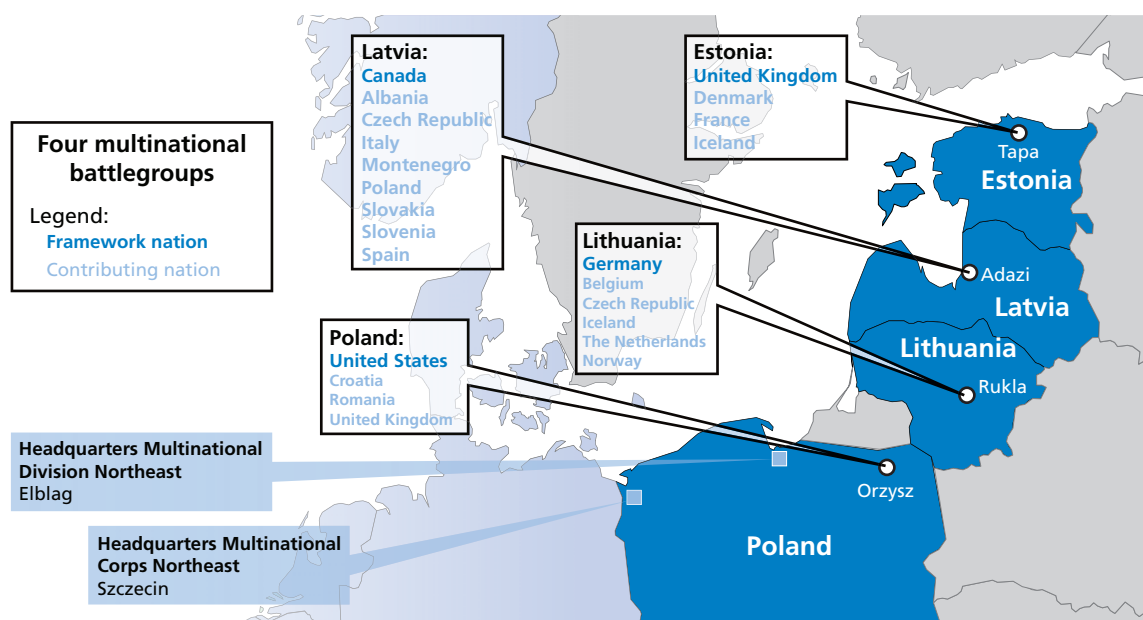 Four multinational
battlegroups
Legend:
Framework nation
Contributing nation
Latvia:
Canada
Albania
Czech Republic
Italy
Montenegro
Poland
Slovakia
Slovenia
Spain
Estonia:
United Kingdom
Denmark
France
Iceland
Lithuania:
Germany
Belgium
Czech Republic
Iceland
The Netherlands
Norway
Poland:
United States
Croatia
Romania
United Kingdom
Headquarters Multinational
Division Northeast
Elblag
Headquarters Multinational
Corps Northeast
Szczecin
Tapa
Estonia
Adazi
Latvia
Lithuania
Rukla
Orzysz
Poland